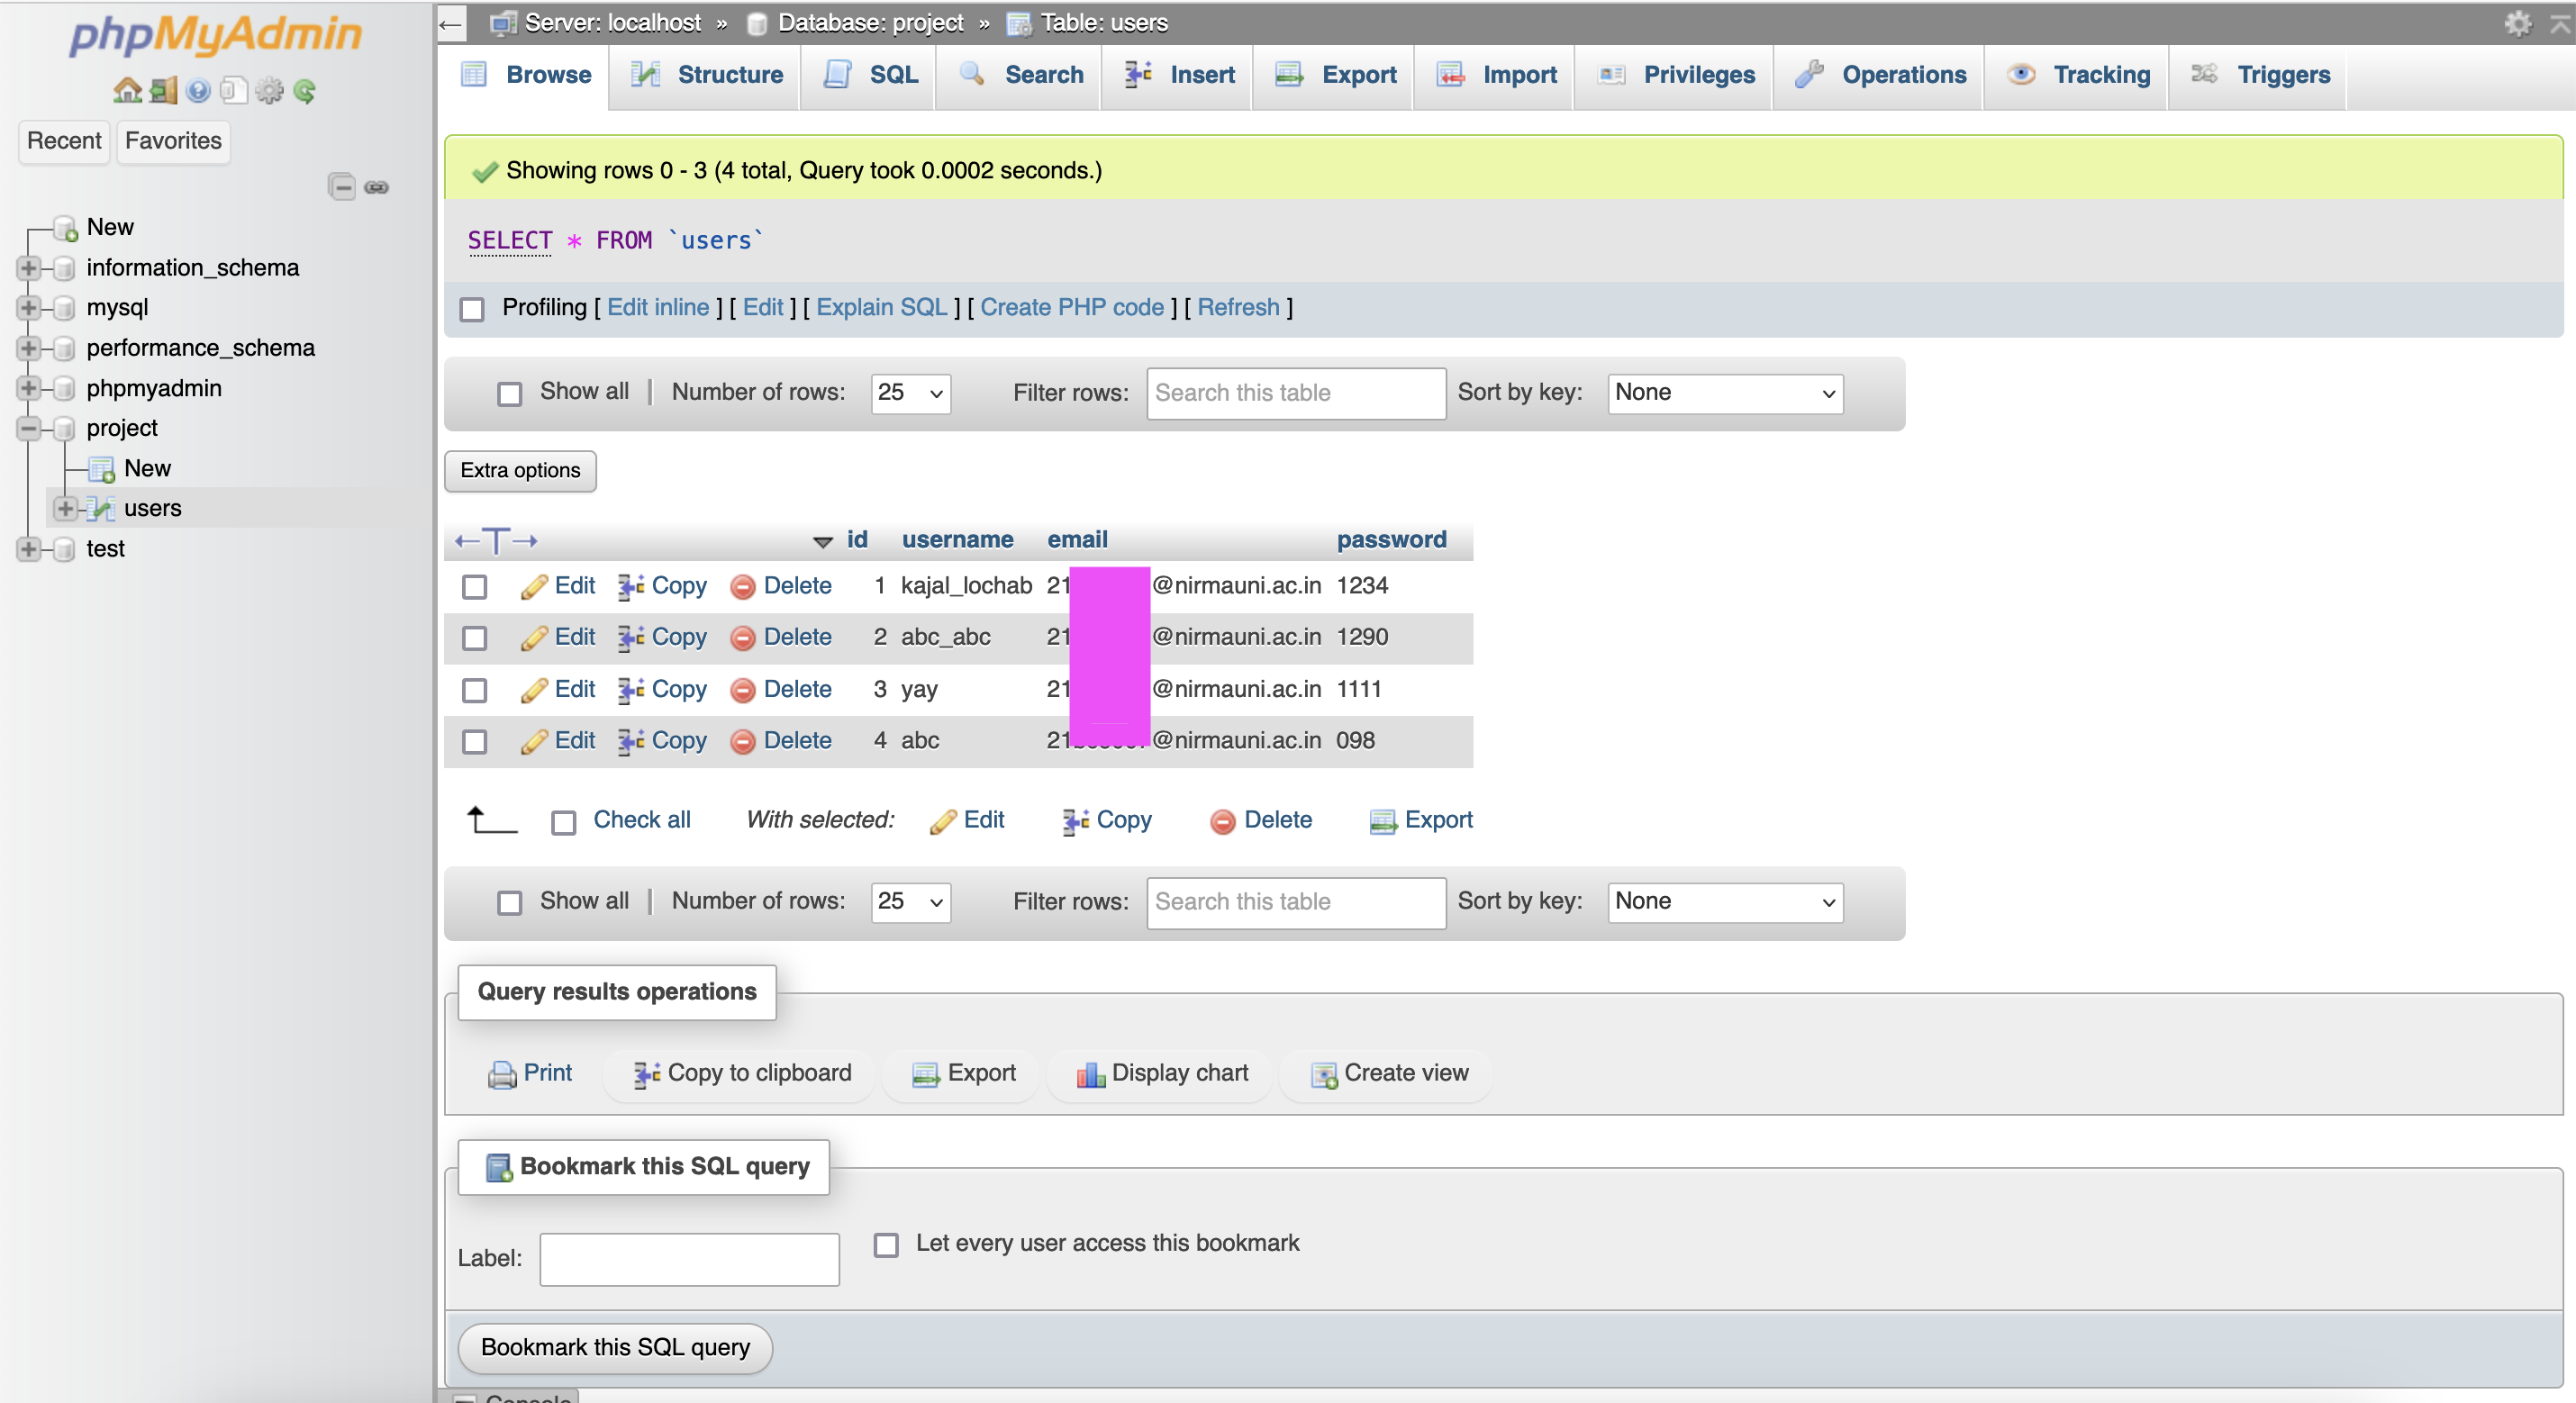 phpMyAdmin
Recent Favorites
New
information_schema
mysql
performance_schema
phpmyadmin
project
New
users
test
Server: localhost » Database: project » Table: users
Browse Structure SQL Search Insert Export Import Privileges Operations Tracking Triggers
Showing rows 0 - 3 (4 total, Query took 0.0002 seconds.)
SELECT * FROM `users`
Profiling [ Edit inline ] [ Edit ] [ Explain SQL ] [ Create PHP code ] [ Refresh ]
Show all | Number of rows: 25 Filter rows: Search this table Sort by key: None
Extra options
←T→ id username email password
Edit Copy Delete 1 kajal_lochab 21 @nirmauni.ac.in 1234
Edit Copy Delete 2 abc_abc 21 @nirmauni.ac.in 1290
Edit Copy Delete 3 yay 21 @nirmauni.ac.in 1111
Edit Copy Delete 4 abc 21 @nirmauni.ac.in 098
Check all With selected: Edit Copy Delete Export
Show all | Number of rows: 25 Filter rows: Search this table Sort by key: None
Query results operations
Print Copy to clipboard Export Display chart Create view
Bookmark this SQL query
Label: Let every user access this bookmark
Bookmark this SQL query
Console